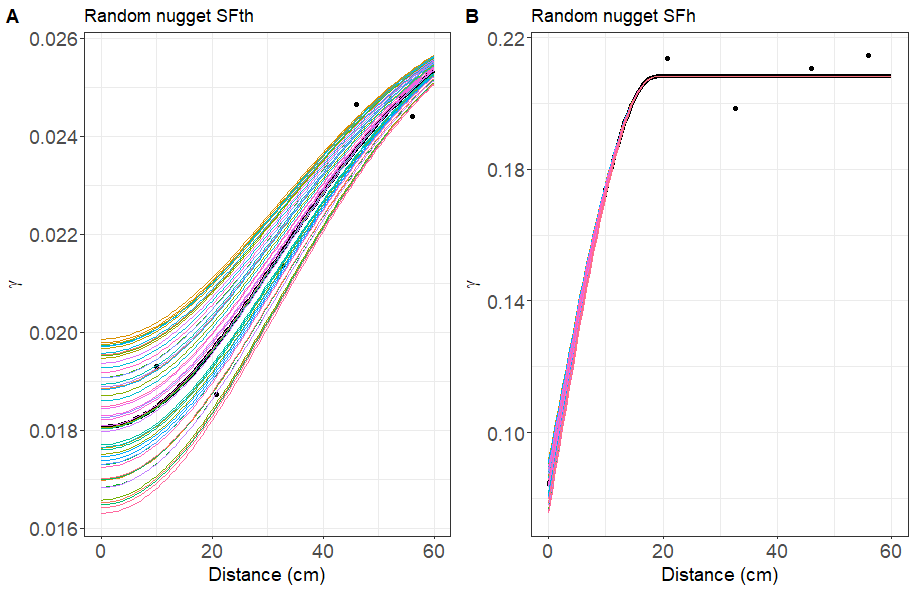 A Random nugget SFth
0.026
0.024
0.022
0.020
0.018
0.016
γ
0 20 40 60
Distance (cm)
B Random nugget SFh
0.22
0.18
0.14
0.10
γ
0 20 40 60
Distance (cm)